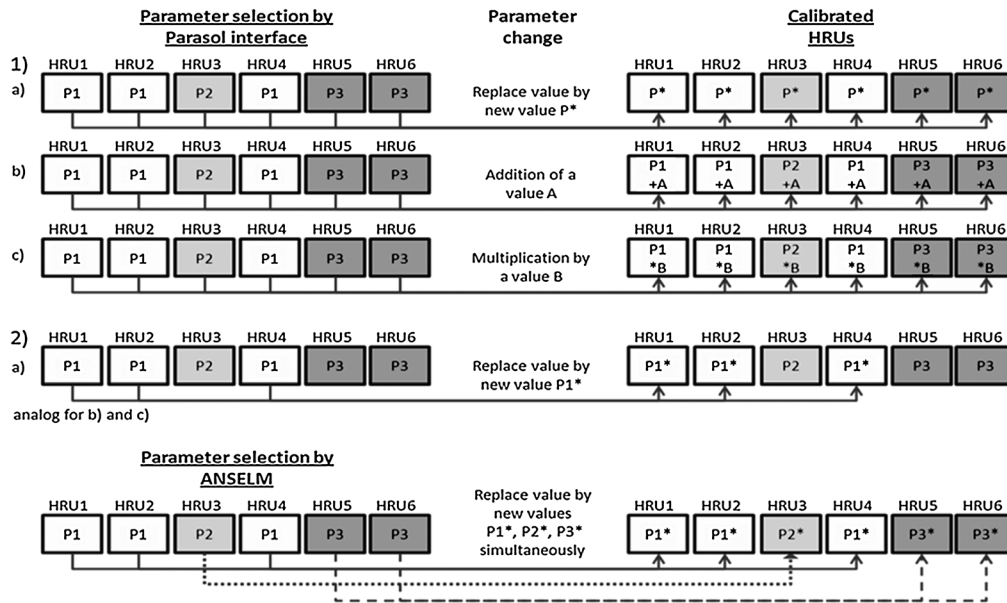 Parameter selection by
Parasol interface
Parameter
change
Calibrated
HRUs
1)
HRU1 HRU2 HRU3 HRU4 HRU5 HRU6
HRU1 HRU2 HRU3 HRU4 HRU5 HRU6
a)
P1 P1 P2 P1 P3 P3
Replace value by
new value P*
P* P* P* P* P* P*
HRU1 HRU2 HRU3 HRU4 HRU5 HRU6
HRU1 HRU2 HRU3 HRU4 HRU5 HRU6
b)
P1 P1 P2 P1 P3 P3
Addition of a
value A
P1 P1 P2 P1 P3 P3
+A +A +A +A +A +A
HRU1 HRU2 HRU3 HRU4 HRU5 HRU6
HRU1 HRU2 HRU3 HRU4 HRU5 HRU6
c)
P1 P1 P2 P1 P3 P3
Multiplication by
a value B
P1 P1 P2 P1 P3 P3
*B *B *B *B *B *B
2)
HRU1 HRU2 HRU3 HRU4 HRU5 HRU6
HRU1 HRU2 HRU3 HRU4 HRU5 HRU6
a)
P1 P1 P2 P1 P3 P3
Replace value by
new value P1*
P1* P1* P2 P1* P3 P3
analog for b) and c)
Parameter selection by
ANSELM
HRU1 HRU2 HRU3 HRU4 HRU5 HRU6
P1 P1 P2 P1 P3 P3
Replace value by
new values
P1*, P2*, P3*
simultaneously
HRU1 HRU2 HRU3 HRU4 HRU5 HRU6
P1* P1* P2* P1* P3* P3*